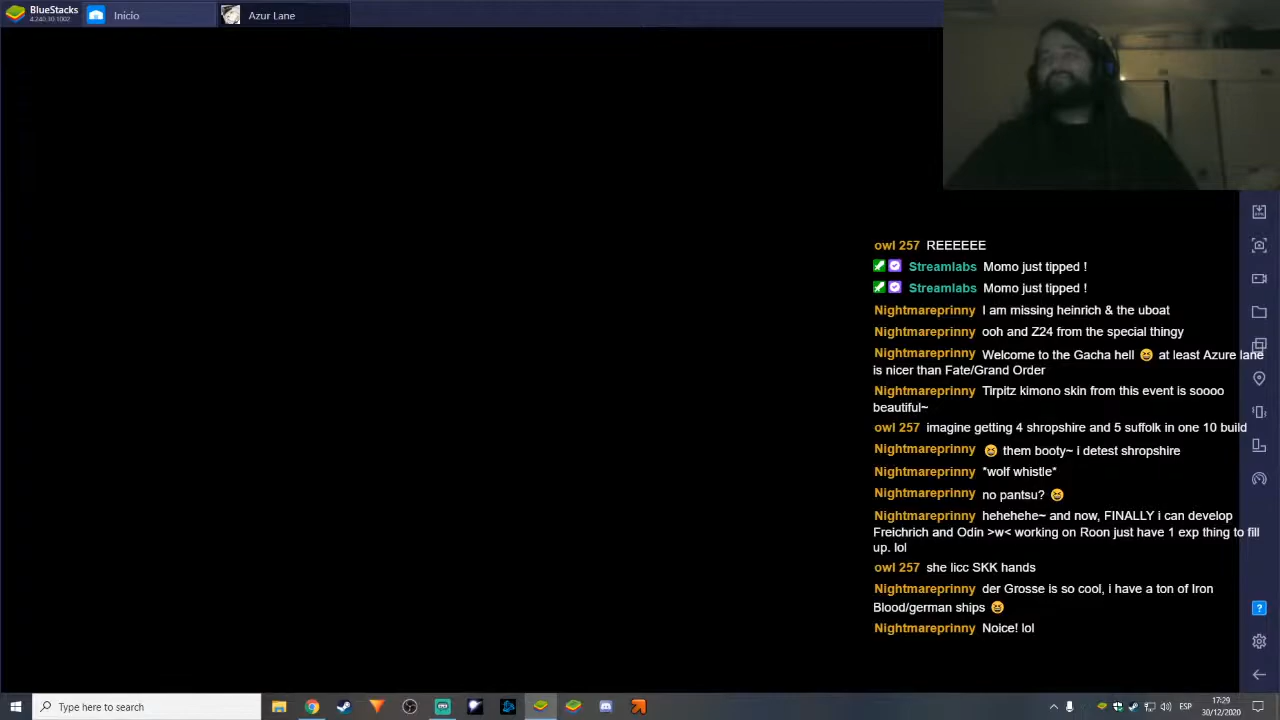 BlueStacks
4.240.30.1002
Inicio
Azur Lane
owl 257 REEEEEE
Streamlabs Momo just tipped !
Streamlabs Momo just tipped !
Nightmareprinny I am missing heinrich & the uboat
Nightmareprinny ooh and Z24 from the special thingy
Nightmareprinny Welcome to the Gacha hell 😆 at least Azure lane
is nicer than Fate/Grand Order
Nightmareprinny Tirpitz kimono skin from this event is soooo
beautiful~
owl 257 imagine getting 4 shropshire and 5 suffolk in one 10 build
Nightmareprinny 😆 them booty~ i detest shropshire
Nightmareprinny *wolf whistle*
Nightmareprinny no pantsu? 😆
Nightmareprinny hehehehe~ and now, FINALLY i can develop
Freichrich and Odin >w< working on Roon just have 1 exp thing to fill
up. lol
owl 257 she licc SKK hands
Nightmareprinny der Grosse is so cool, i have a ton of Iron
Blood/german ships 😆
Nightmareprinny Noice! lol
Type here to search
ESP
17:29
30/12/2020